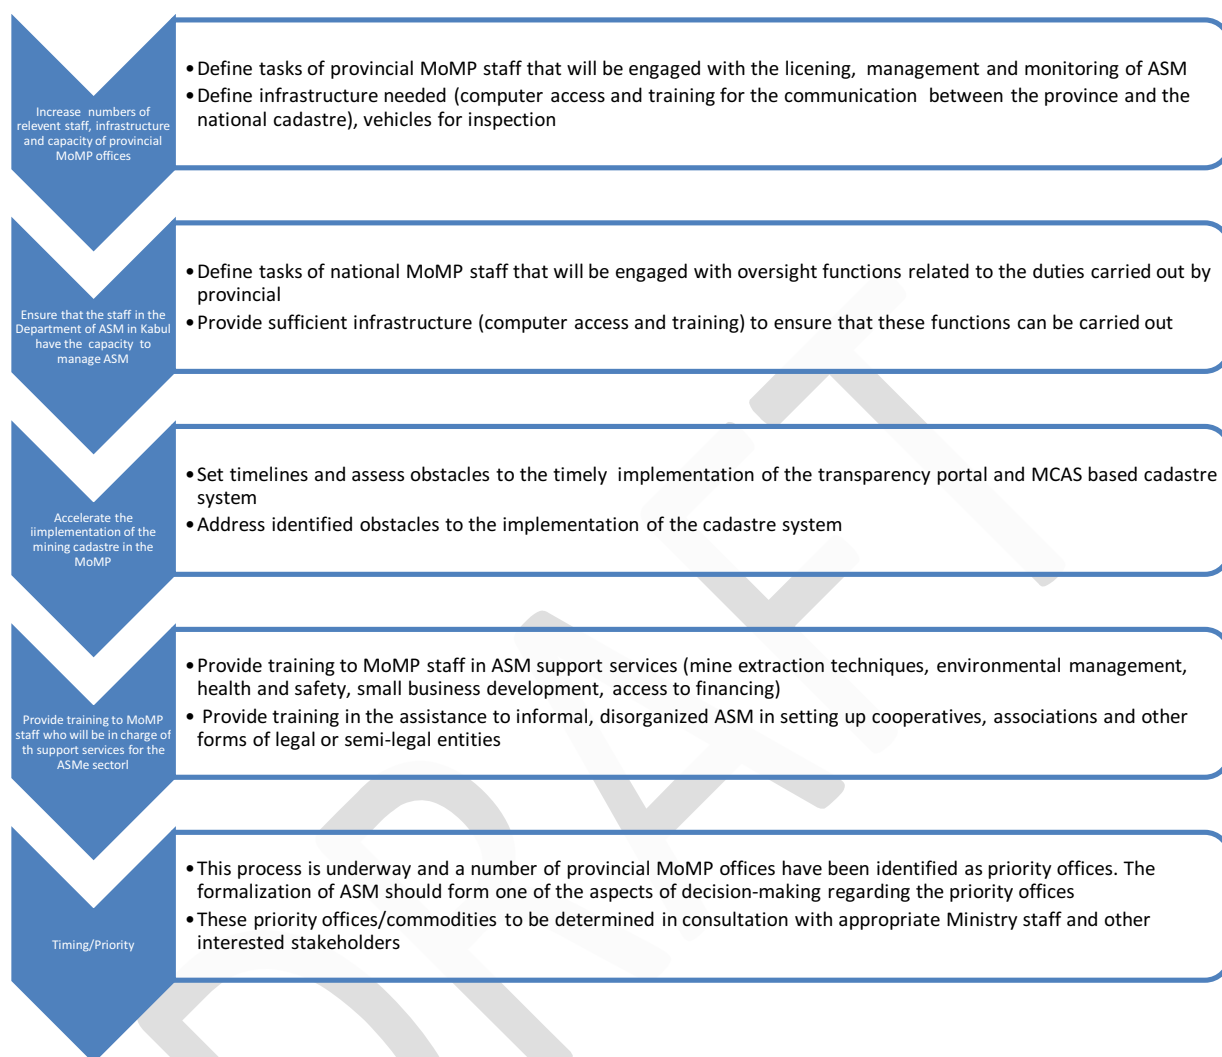 Increase numbers of
relevent staff, infrastructure
and capacity of provincial
MoMP offices
•Define tasks of provincial MoMP staff that will be engaged with the licening, management and monitoring of ASM
•Define infrastructure needed (computer access and training for the communication between the province and the
national cadastre), vehicles for inspection
Ensure that the staff in the
Department of ASM in Kabul
have the capacity to
manage ASM
•Define tasks of national MoMP staff that will be engaged with oversight functions related to the duties carried out by
provincial
•Provide sufficient infrastructure (computer access and training) to ensure that these functions can be carried out
Accelerate the
iimplementation of the
mining cadastre in the
MoMP
•Set timelines and assess obstacles to the timely implementation of the transparency portal and MCAS based cadastre
system
•Address identified obstacles to the implementation of the cadastre system
Provide training to MoMP
staff who will be in charge of
th support services for the
ASMe sectorl
•Provide training to MoMP staff in ASM support services (mine extraction techniques, environmental management,
health and safety, small business development, access to financing)
• Provide training in the assistance to informal, disorganized ASM in setting up cooperatives, associations and other
forms of legal or semi-legal entities
Timing/Priority
•This process is underway and a number of provincial MoMP offices have been identified as priority offices. The
formalization of ASM should form one of the aspects of decision-making regarding the priority offices
•These priority offices/commodities to be determined in consultation with appropriate Ministry staff and other
interested stakeholders
DRAFT